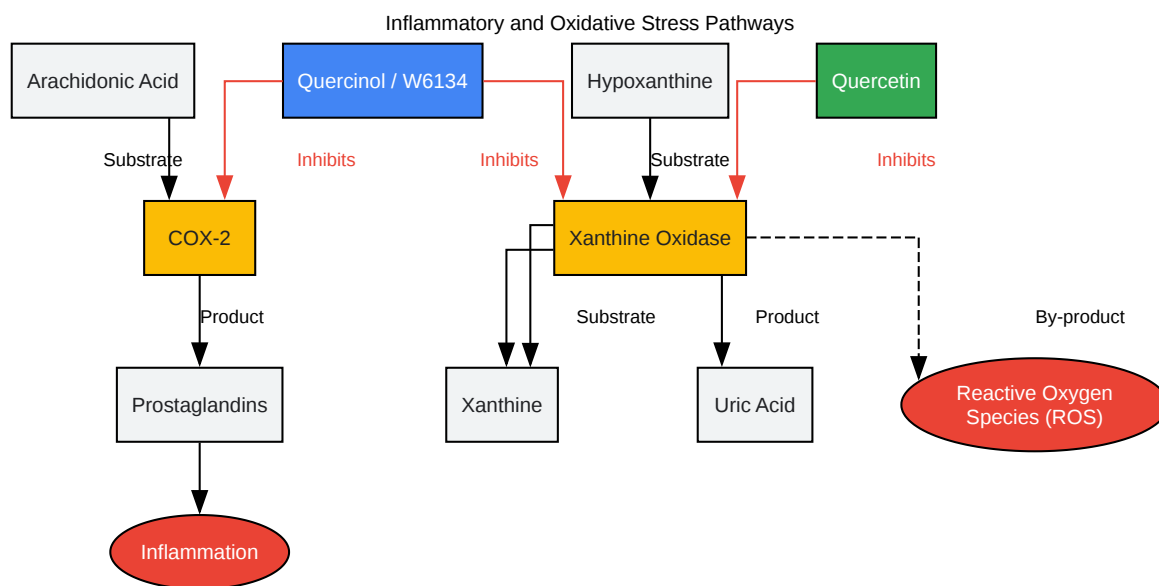 Inflammatory and Oxidative Stress Pathways
Arachidonic Acid
Quercinol / W6134
Hypoxanthine
Quercetin
Substrate
Inhibits
Inhibits
Substrate
Inhibits
COX-2
Xanthine Oxidase
Product
Substrate
Product
By-product
Prostaglandins
Xanthine
Uric Acid
Reactive Oxygen
Species (ROS)
Inflammation